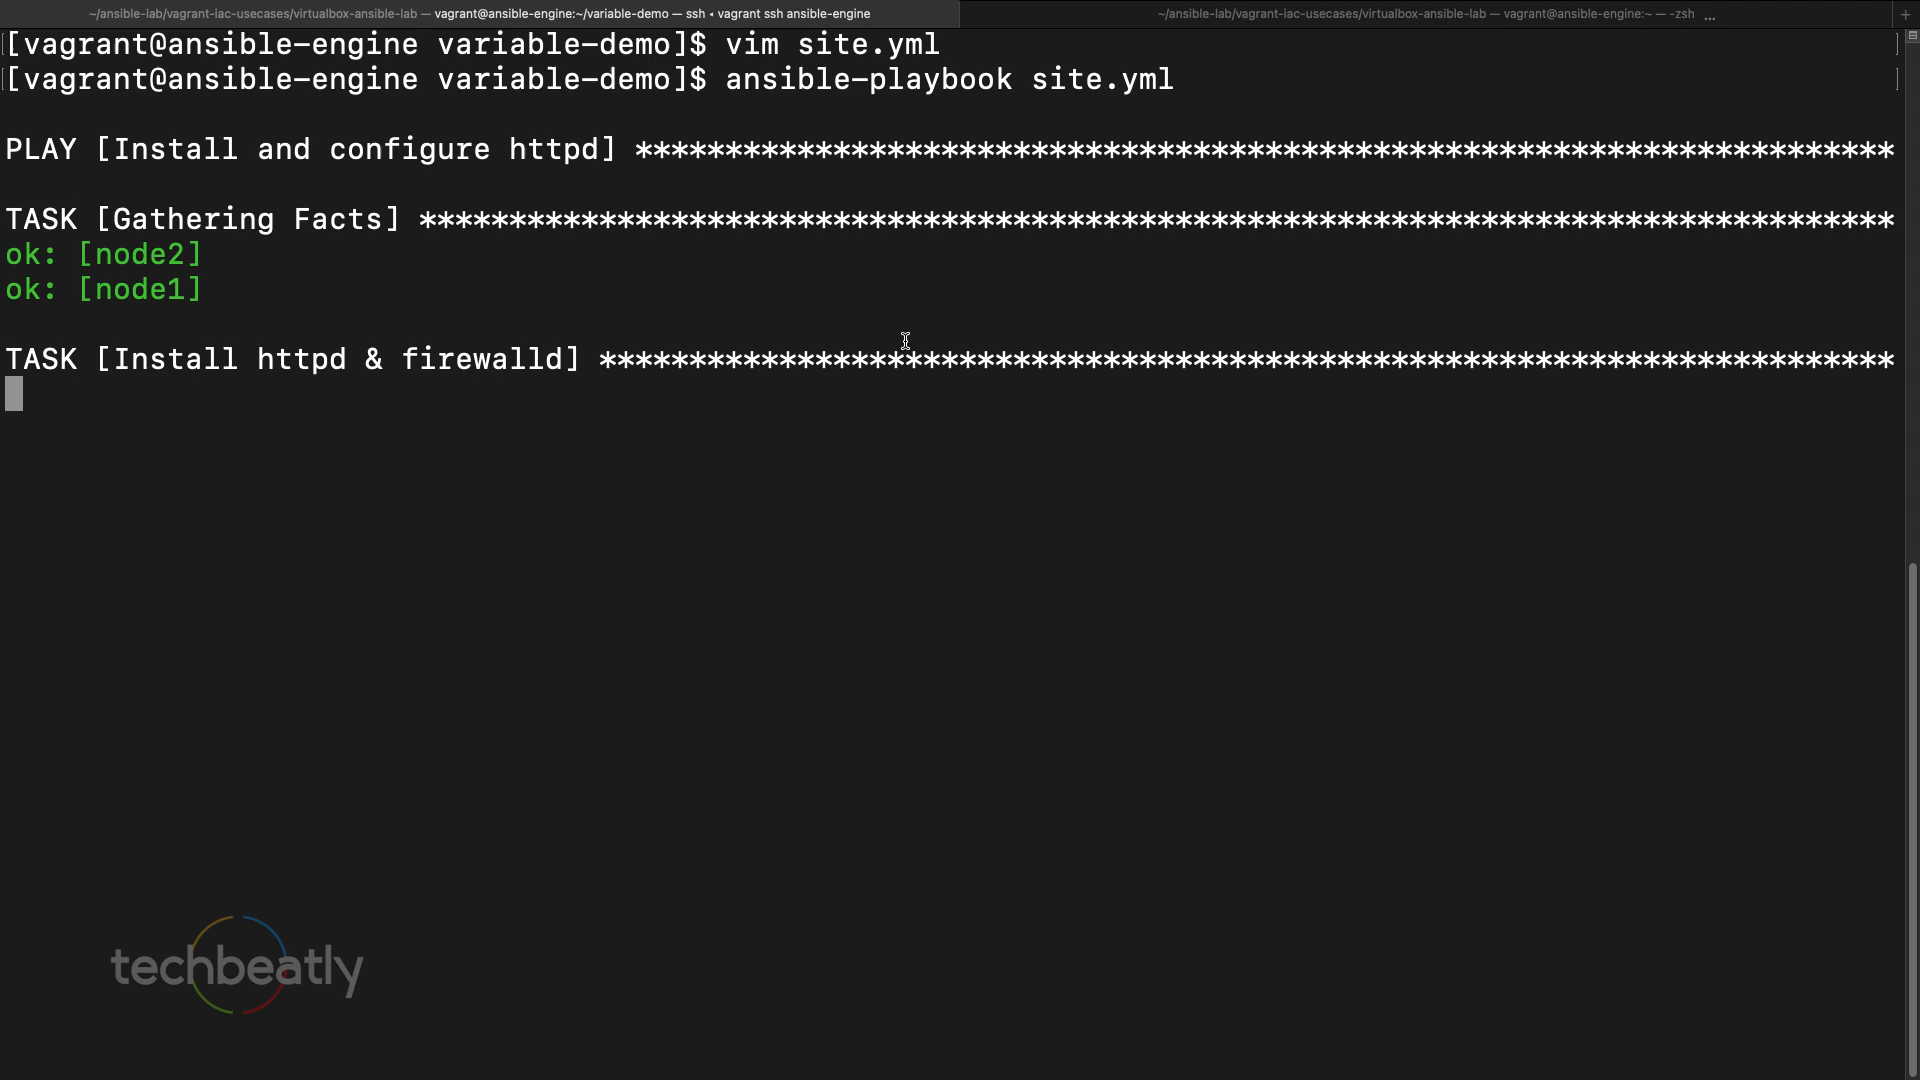 ~/ansible-lab/vagrant-iac-usecases/virtualbox-ansible-lab — vagrant@ansible-engine:~/variable-demo — ssh ◂ vagrant ssh ansible-engine
~/ansible-lab/vagrant-iac-usecases/virtualbox-ansible-lab — vagrant@ansible-engine:~ — -zsh ...
[vagrant@ansible-engine variable-demo]$ vim site.yml
[vagrant@ansible-engine variable-demo]$ ansible-playbook site.yml
PLAY [Install and configure httpd] **********************************************************************
TASK [Gathering Facts] **********************************************************************************
ok: [node2]
ok: [node1]
TASK [Install httpd & firewalld] ************************************************************************
techbeatly